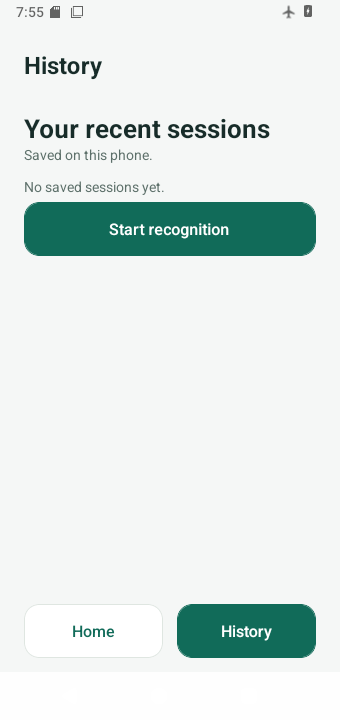 7:55
History
Your recent sessions
Saved on this phone.
No saved sessions yet.
Start recognition
Home
History